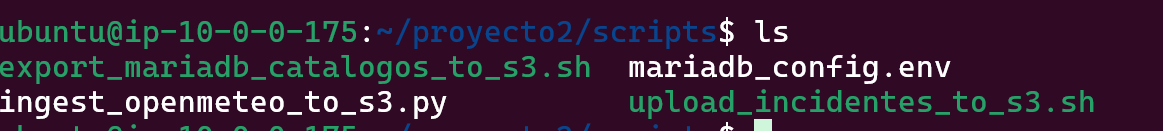 ubuntu@ip-10-0-0-175:~/proyecto2/scripts$ ls
export_mariadb_catalogos_to_s3.sh  mariadb_config.env
ingest_openmeteo_to_s3.py          upload_incidentes_to_s3.sh